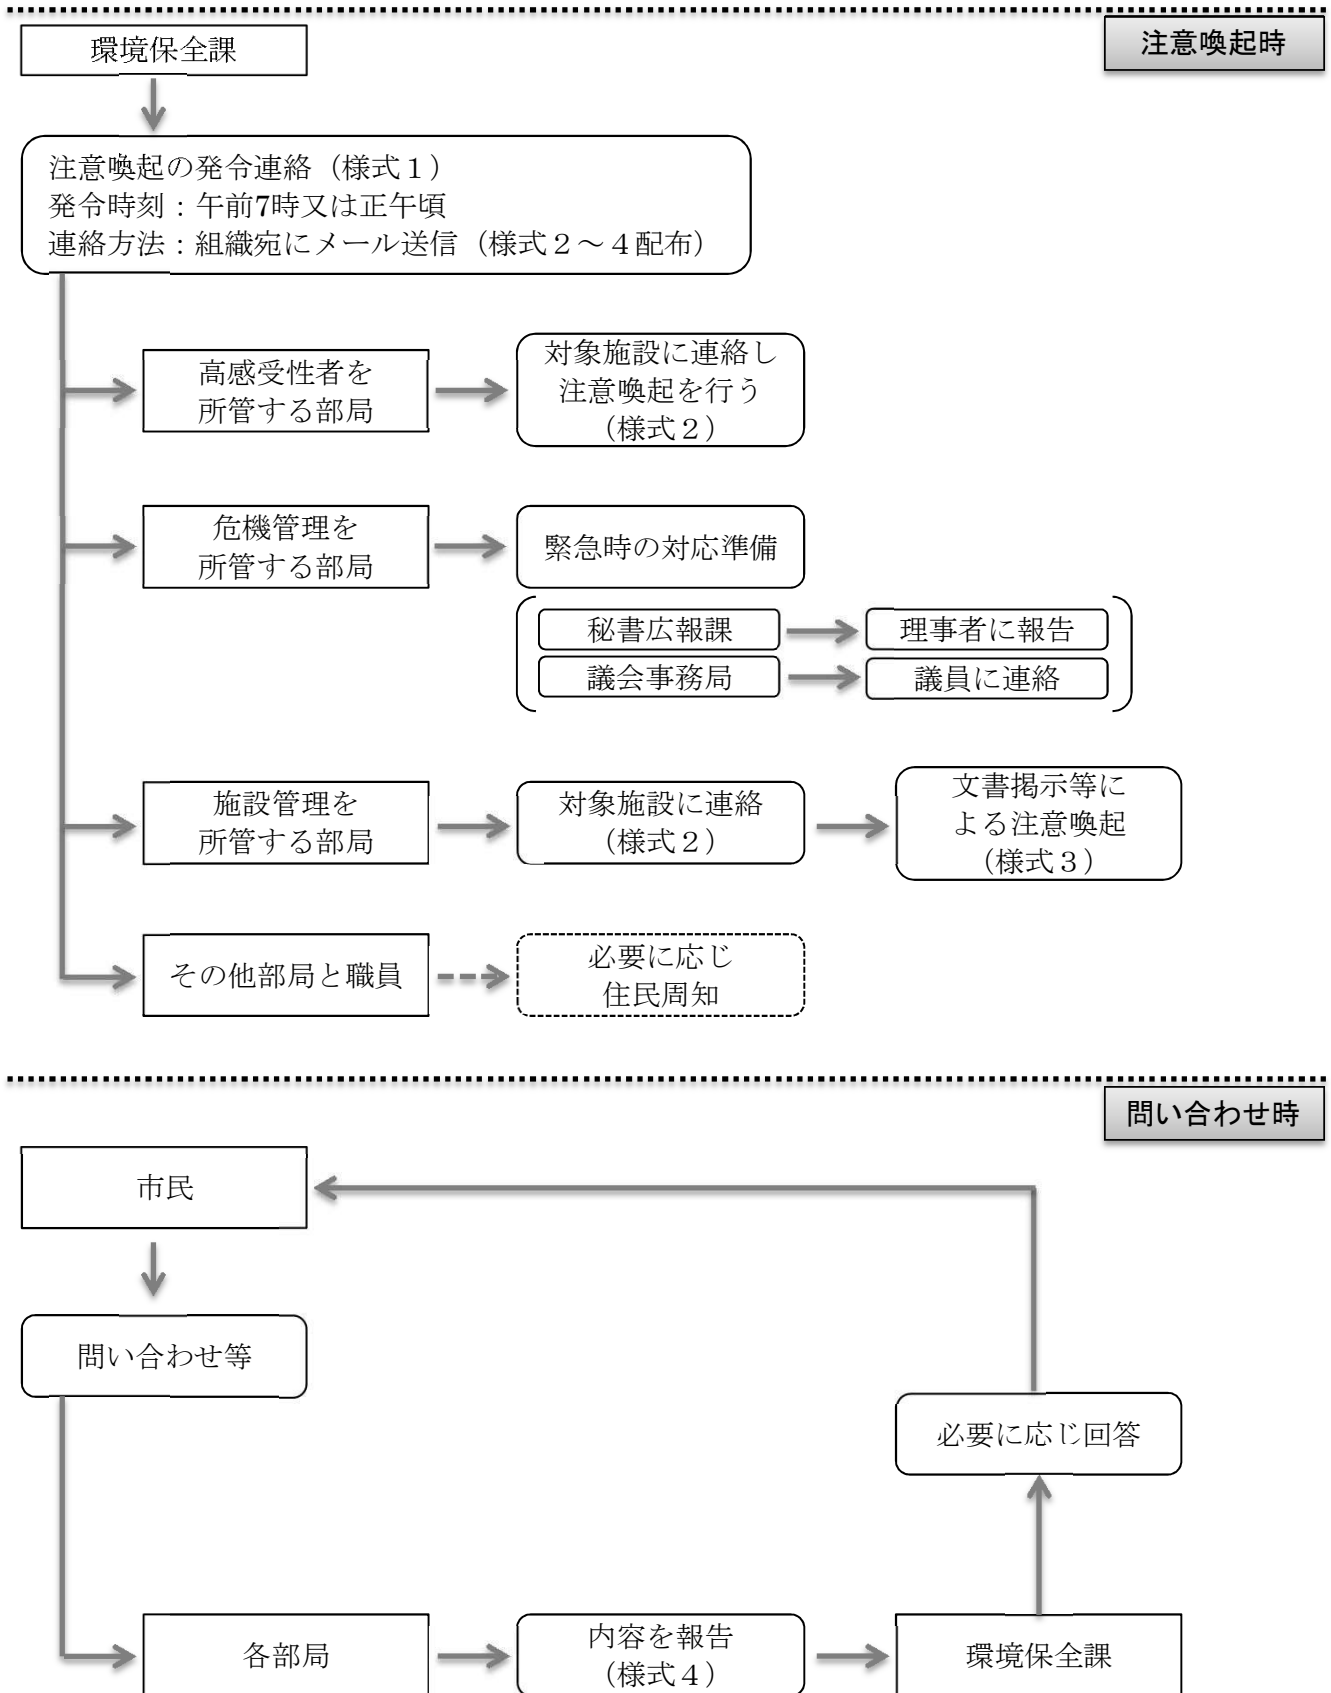 注意喚起時
環境保全課
注意喚起の発令連絡（様式１）
発令時刻：午前7時又は正午頃
連絡方法：組織宛にメール送信（様式２～４配布）
高感受性者を
所管する部局
対象施設に連絡し
注意喚起を行う
（様式２）
危機管理を
所管する部局
緊急時の対応準備
秘書広報課
理事者に報告
議会事務局
議員に連絡
施設管理を
所管する部局
対象施設に連絡
（様式２）
文書掲示等に
よる注意喚起
（様式３）
その他部局と職員
必要に応じ
住民周知
問い合わせ時
市民
問い合わせ等
必要に応じ回答
各部局
内容を報告
（様式４）
環境保全課